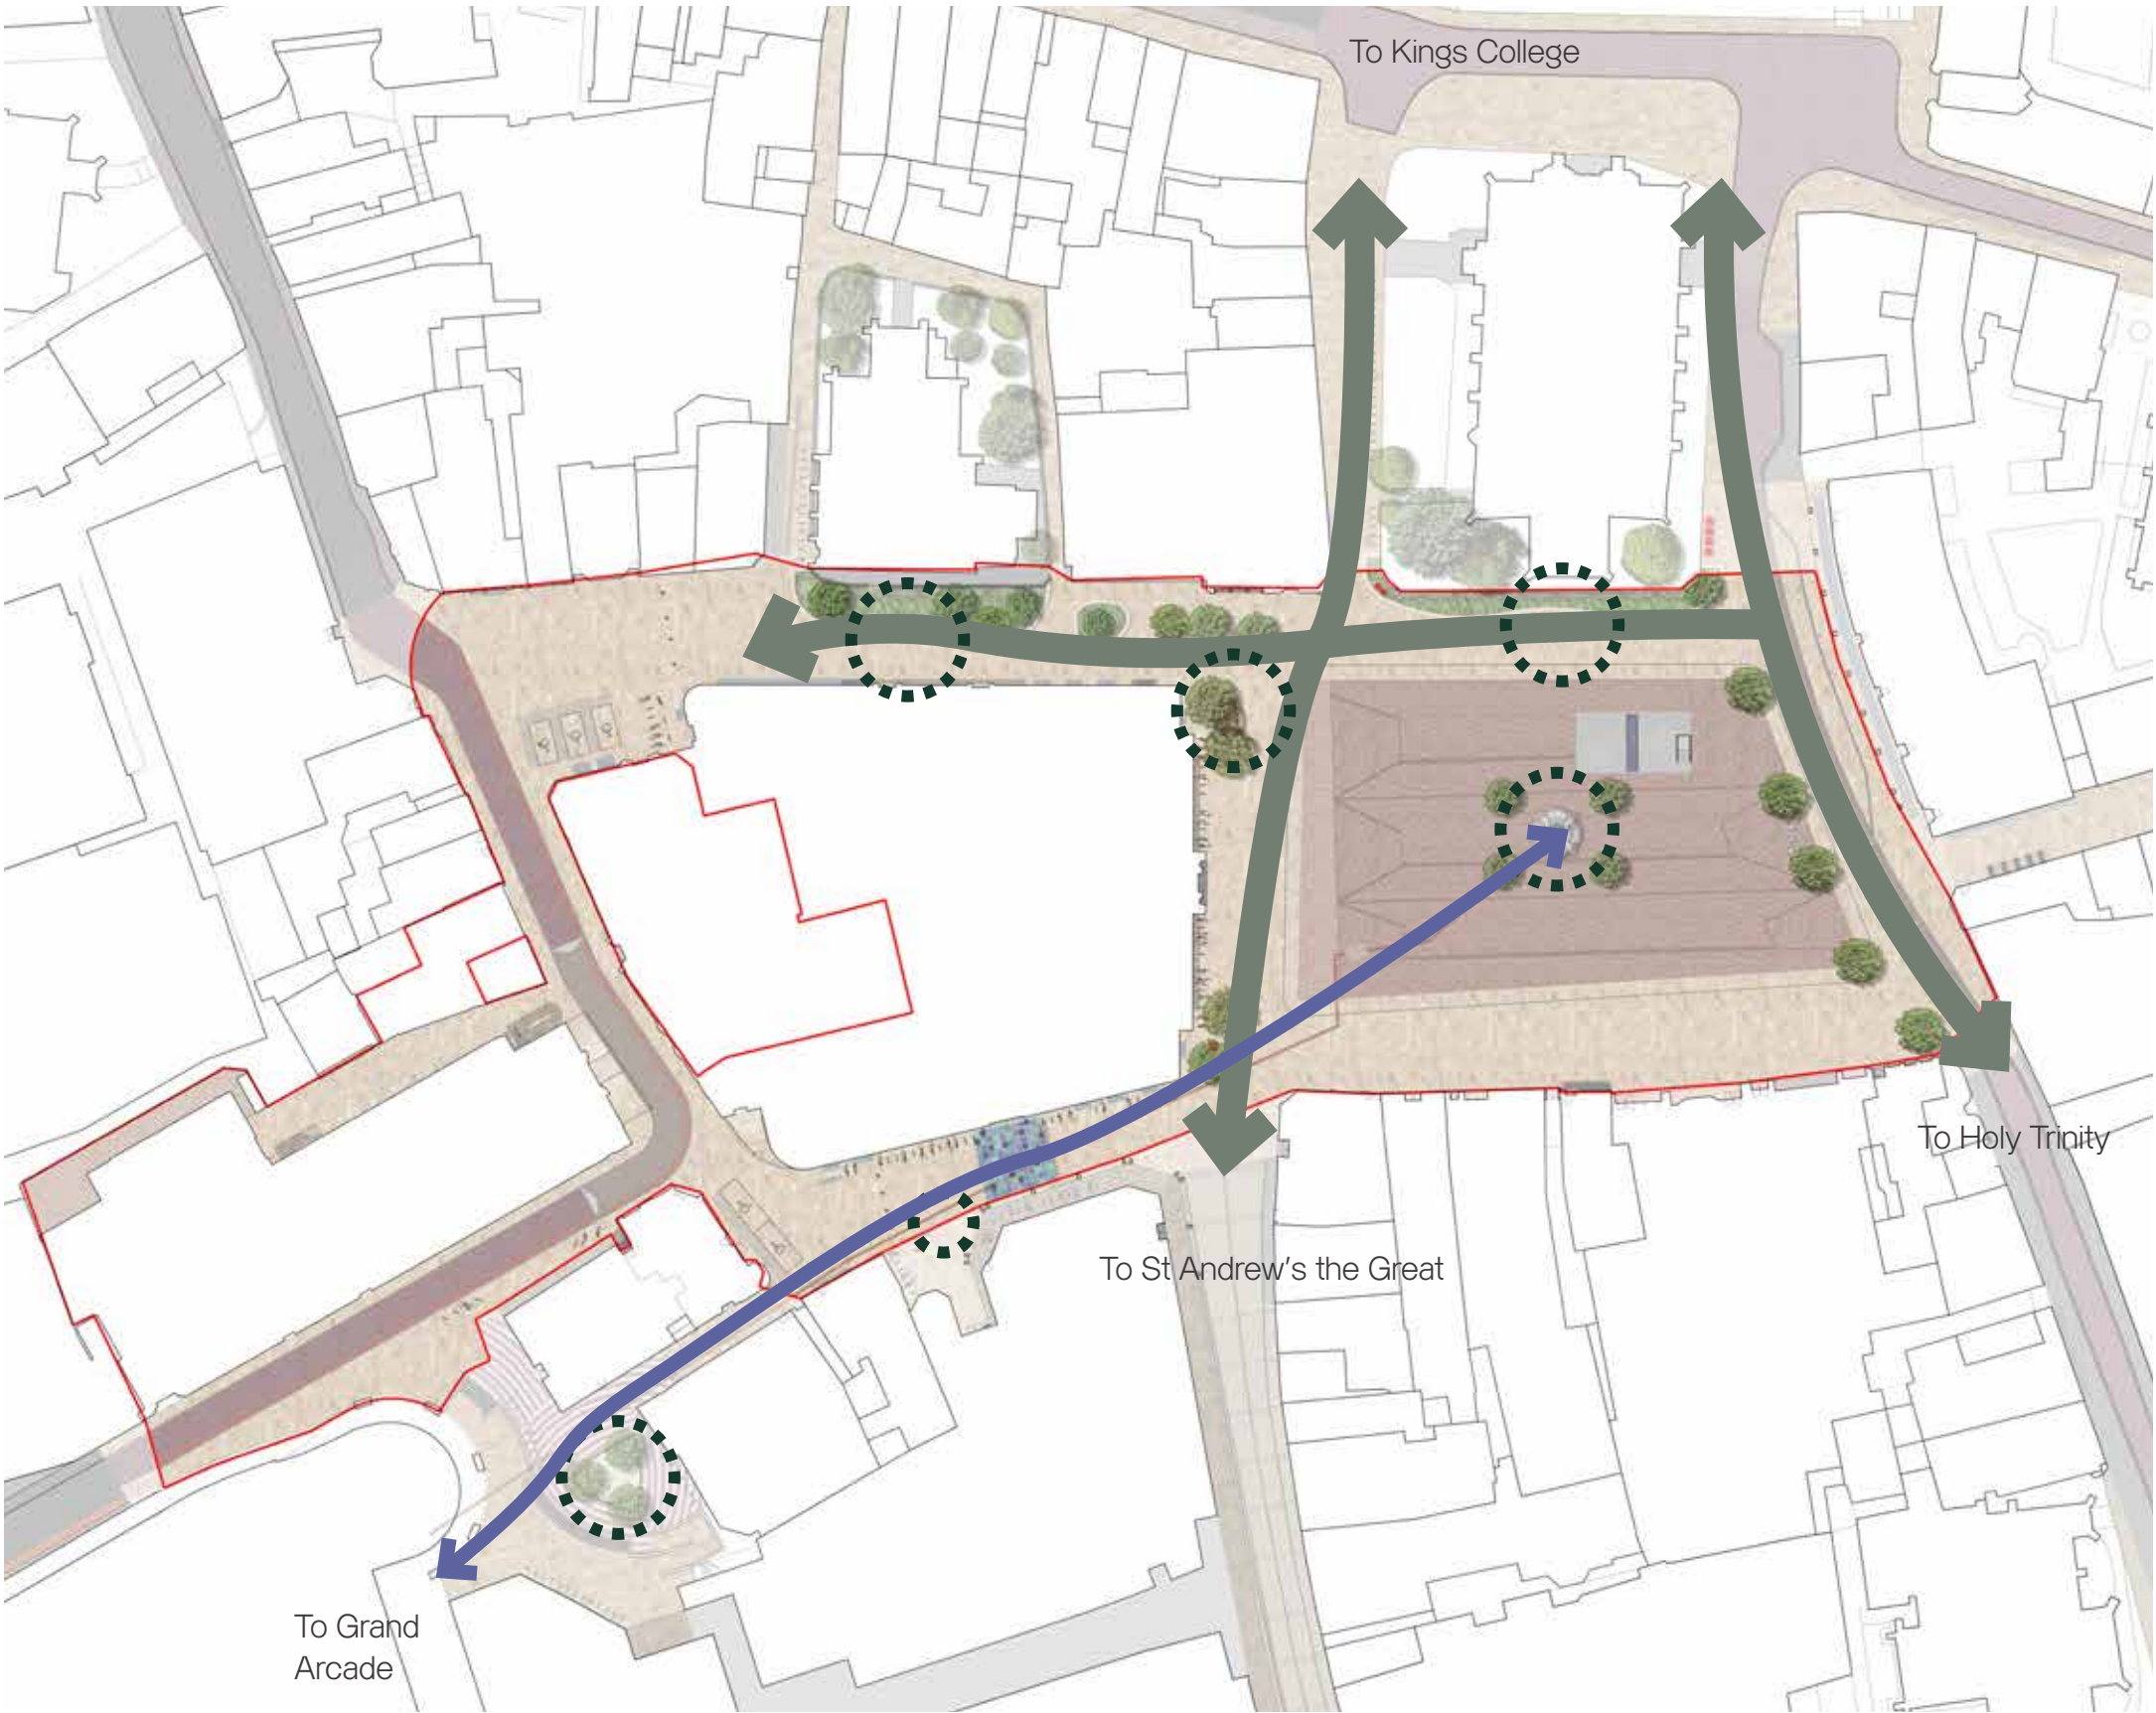 To Kings College
To Holy Trinity
To St Andrew's the Great
To Grand
Arcade